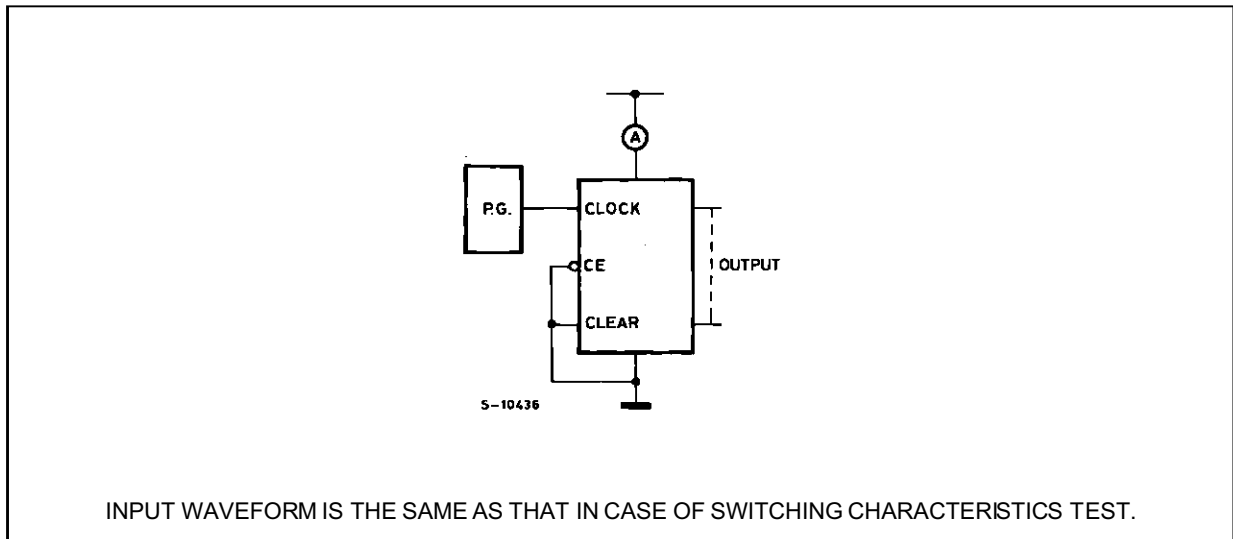 A
P.G.
CLOCK
CE
OUTPUT
CLEAR
S-10436
INPUT WAVEFORM IS THE SAME AS THAT IN CASE OF SWITCHING CHARACTERISTICS TEST.